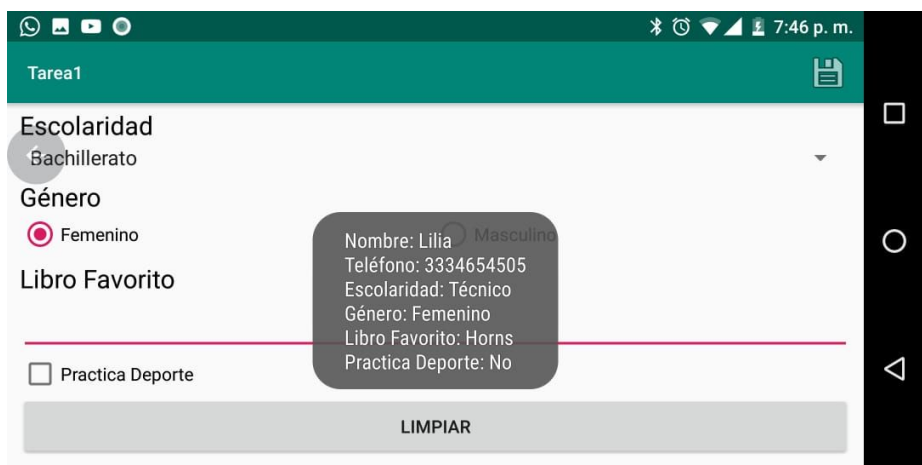 7:46 p. m.
Tarea1
Escolaridad
Bachillerato
Género
Femenino
Masculino
Nombre: Lilia
Teléfono: 3334654505
Escolaridad: Técnico
Género: Femenino
Libro Favorito: Horns
Practica Deporte: No
Libro Favorito
Practica Deporte
LIMPIAR